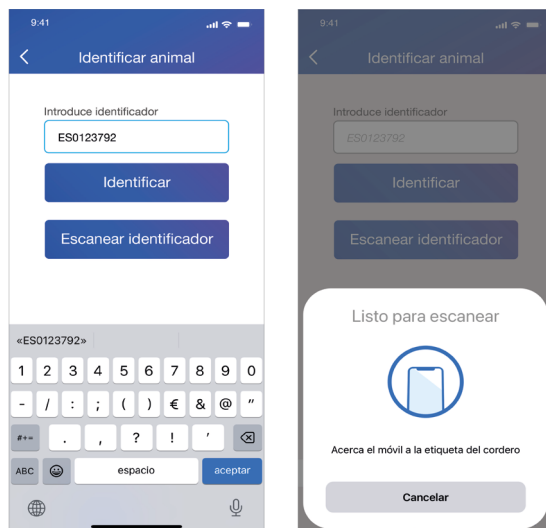 9:41
Identificar animal
Introduce identificador
ES0123792
Identificar
Escanear identificador
«ES0123792»
1 2 3 4 5 6 7 8 9 0
- / : ; ( ) € & @ "
#+= . , ? ! '
ABC espacio aceptar
9:41
Identificar animal
Introduce identificador
ES0123792
Identificar
Escanear identificador
Listo para escanear
Acerca el móvil a la etiqueta del cordero
Cancelar